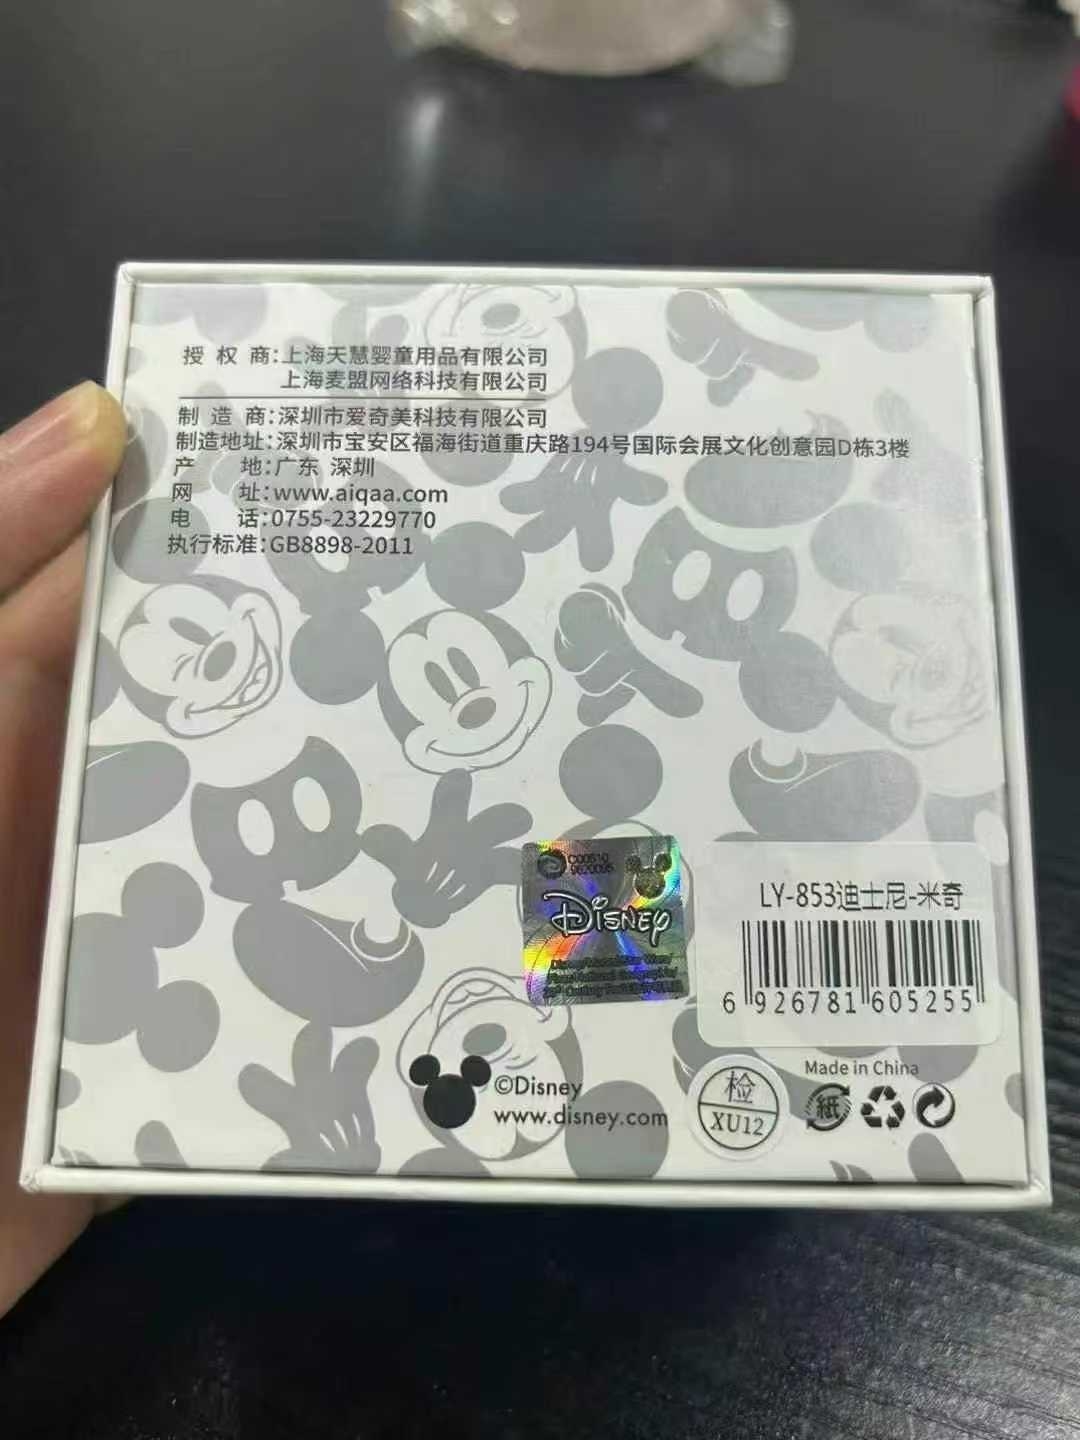 授 权 商:上海天慧婴童用品有限公司
上海麦盟网络科技有限公司
制 造 商:深圳市爱奇美科技有限公司
制造地址:深圳市宝安区福海街道重庆路194号国际会展文化创意园D栋3楼
产 地:广东 深圳
网 址:www.aiqaa.com
电 话:0755-23229770
执行标准:GB8898-2011
Disney
LY-853迪士尼-米奇
6 926781 605255
©Disney
www.disney.com
检
XU12
Made in China
紙